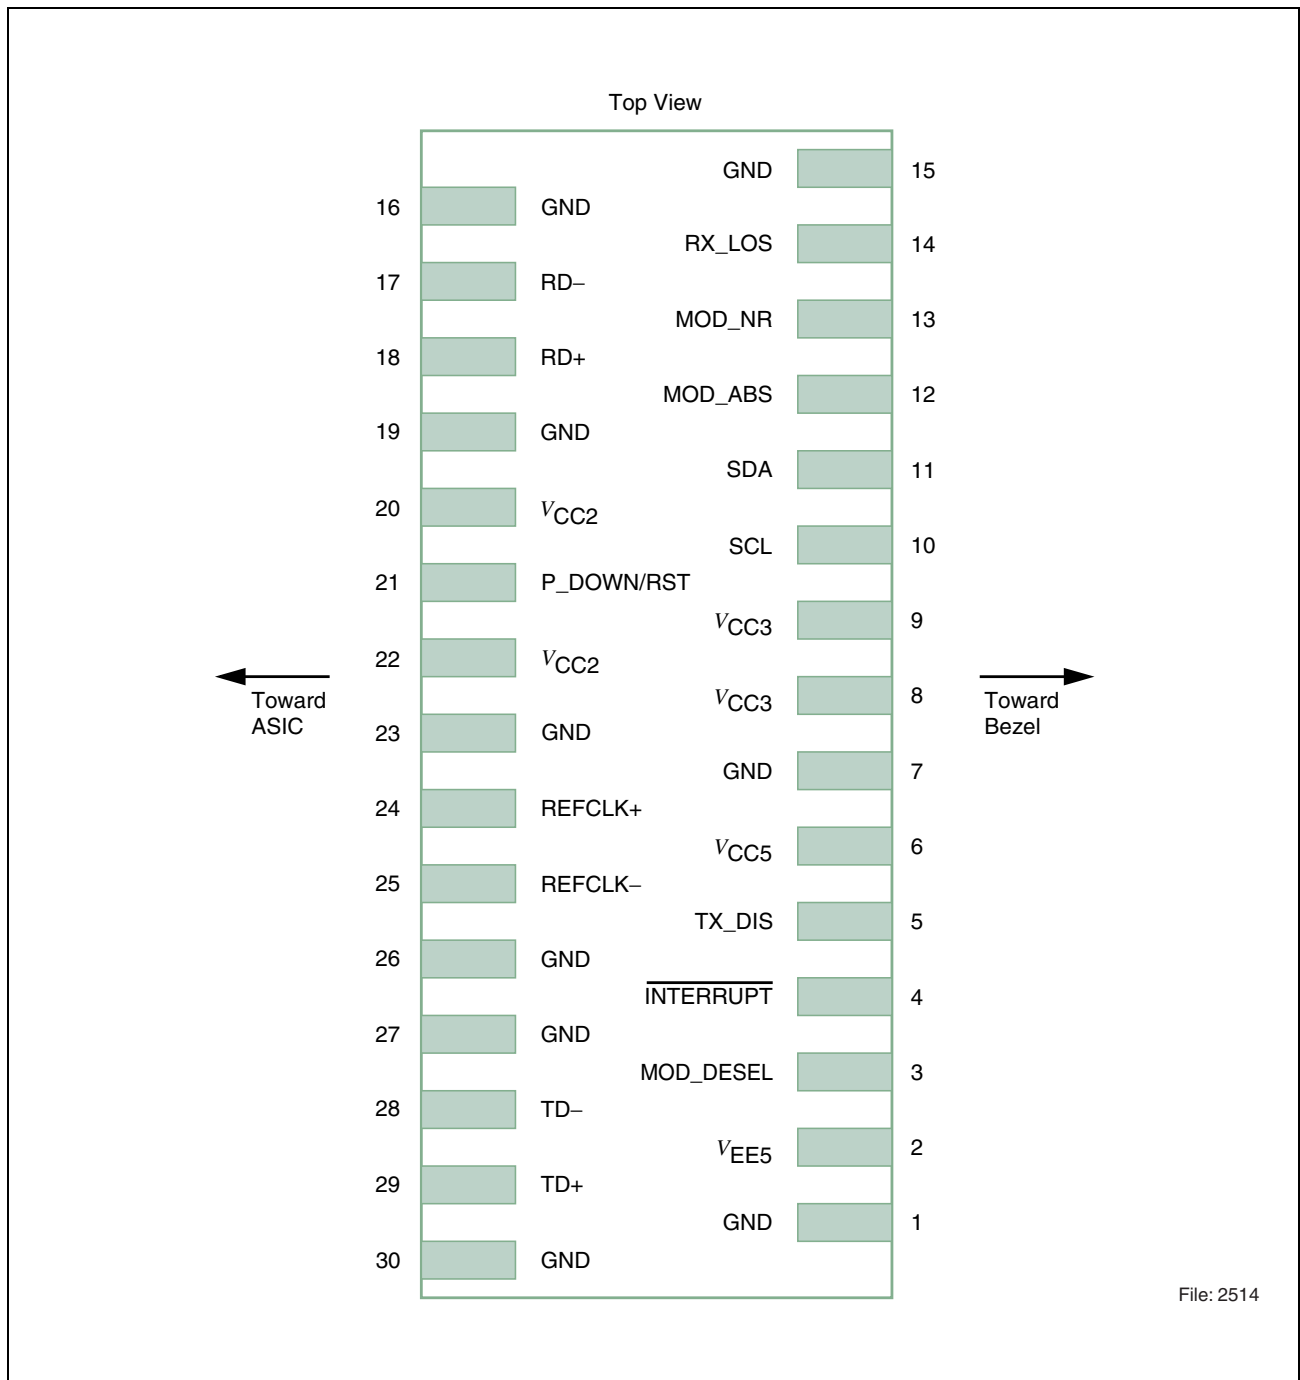 Top View
GND 15
16 GND
RX_LOS 14
17 RD–
MOD_NR 13
18 RD+
MOD_ABS 12
19 GND
SDA 11
20 VCC2
SCL 10
21 P_DOWN/RST
VCC3 9
22 VCC2
VCC3 8
Toward
ASIC
Toward
Bezel
23 GND
GND 7
24 REFCLK+
VCC5 6
25 REFCLK–
TX_DIS 5
26 GND
INTERRUPT 4
27 GND
MOD_DESEL 3
28 TD–
VEE5 2
29 TD+
GND 1
30 GND
File: 2514